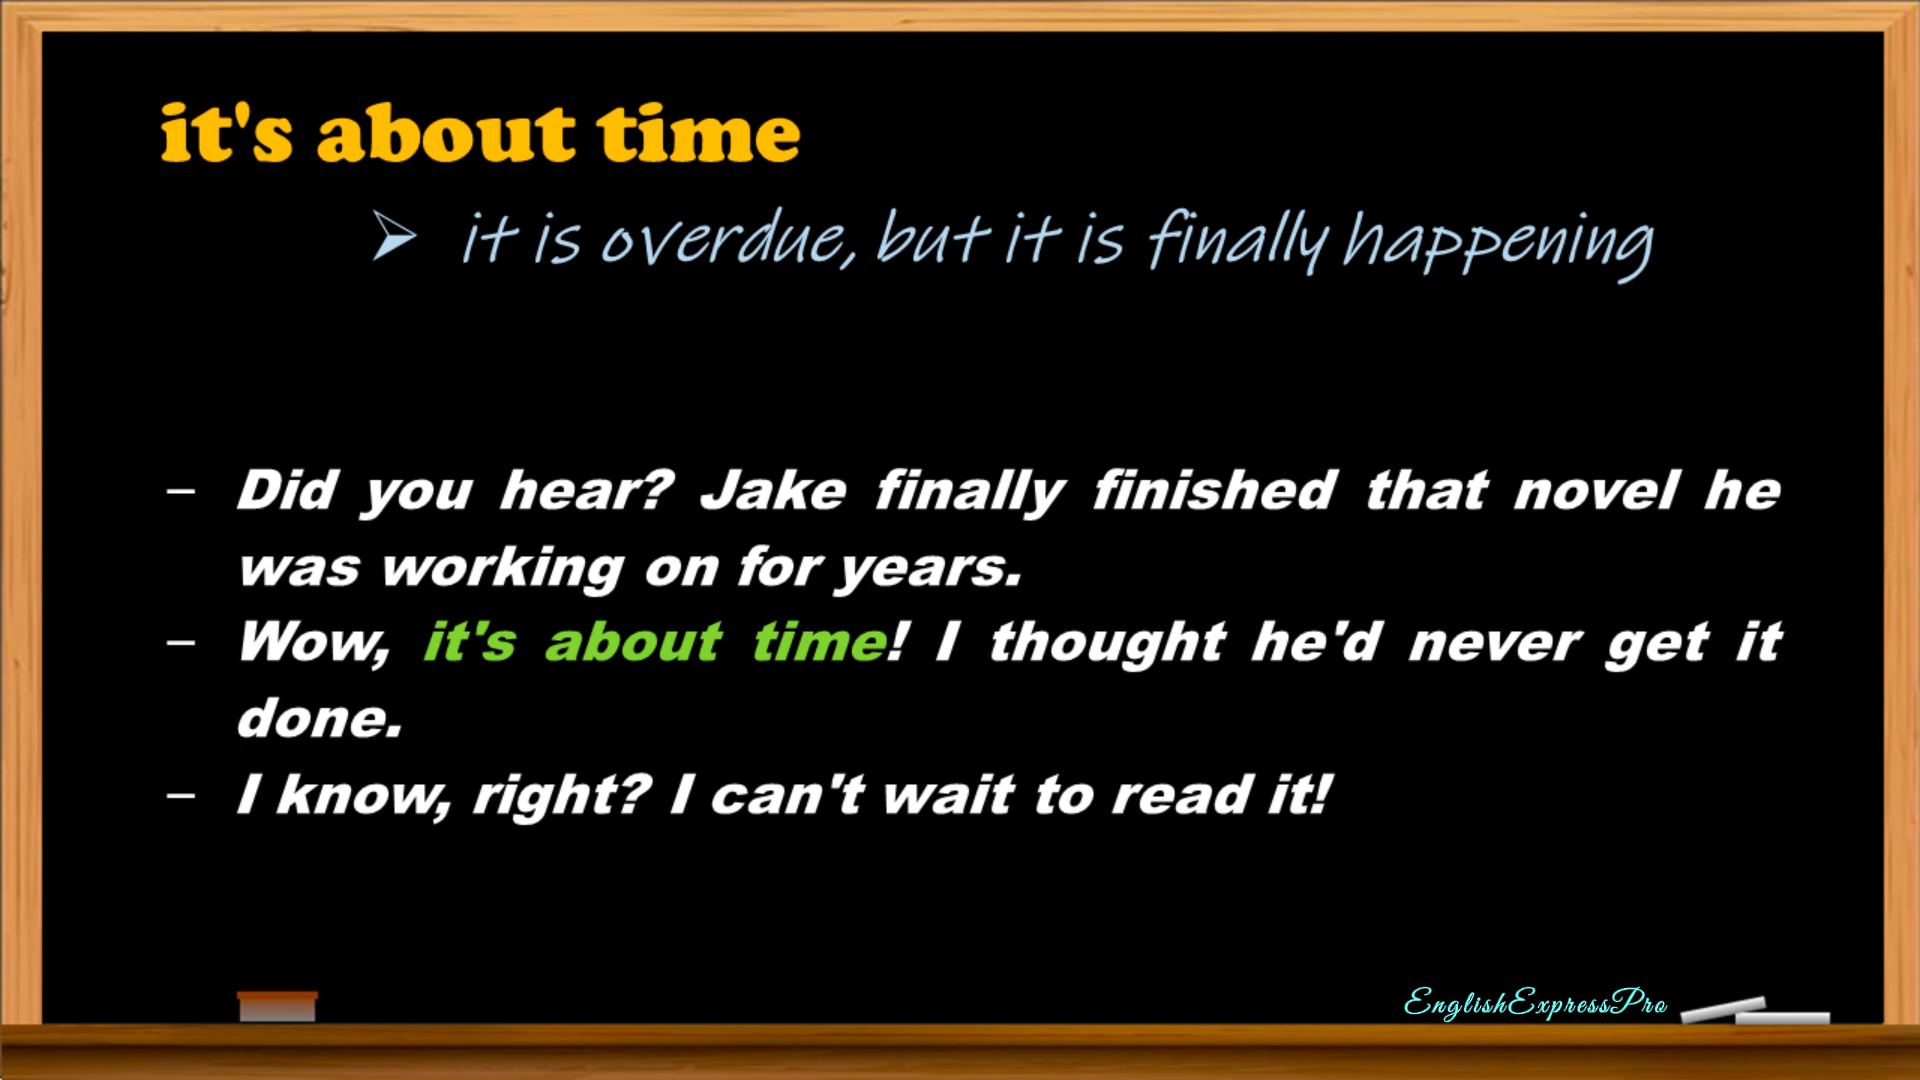 it's about time
➢ it is overdue, but it is finally happening
– Did you hear? Jake finally finished that novel he
was working on for years.
– Wow, it's about time! I thought he'd never get it
done.
– I know, right? I can't wait to read it!
EnglishExpressPro